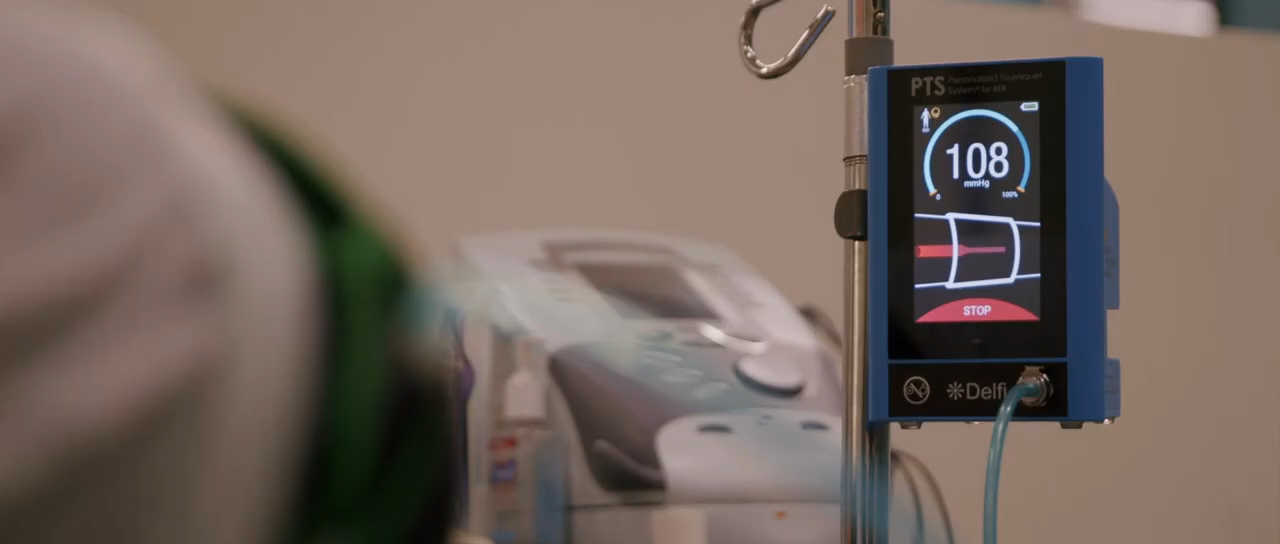 PTS Personalized Tourniquet
System® for BFR
108
mmHg
0 100%
STOP
Delfi